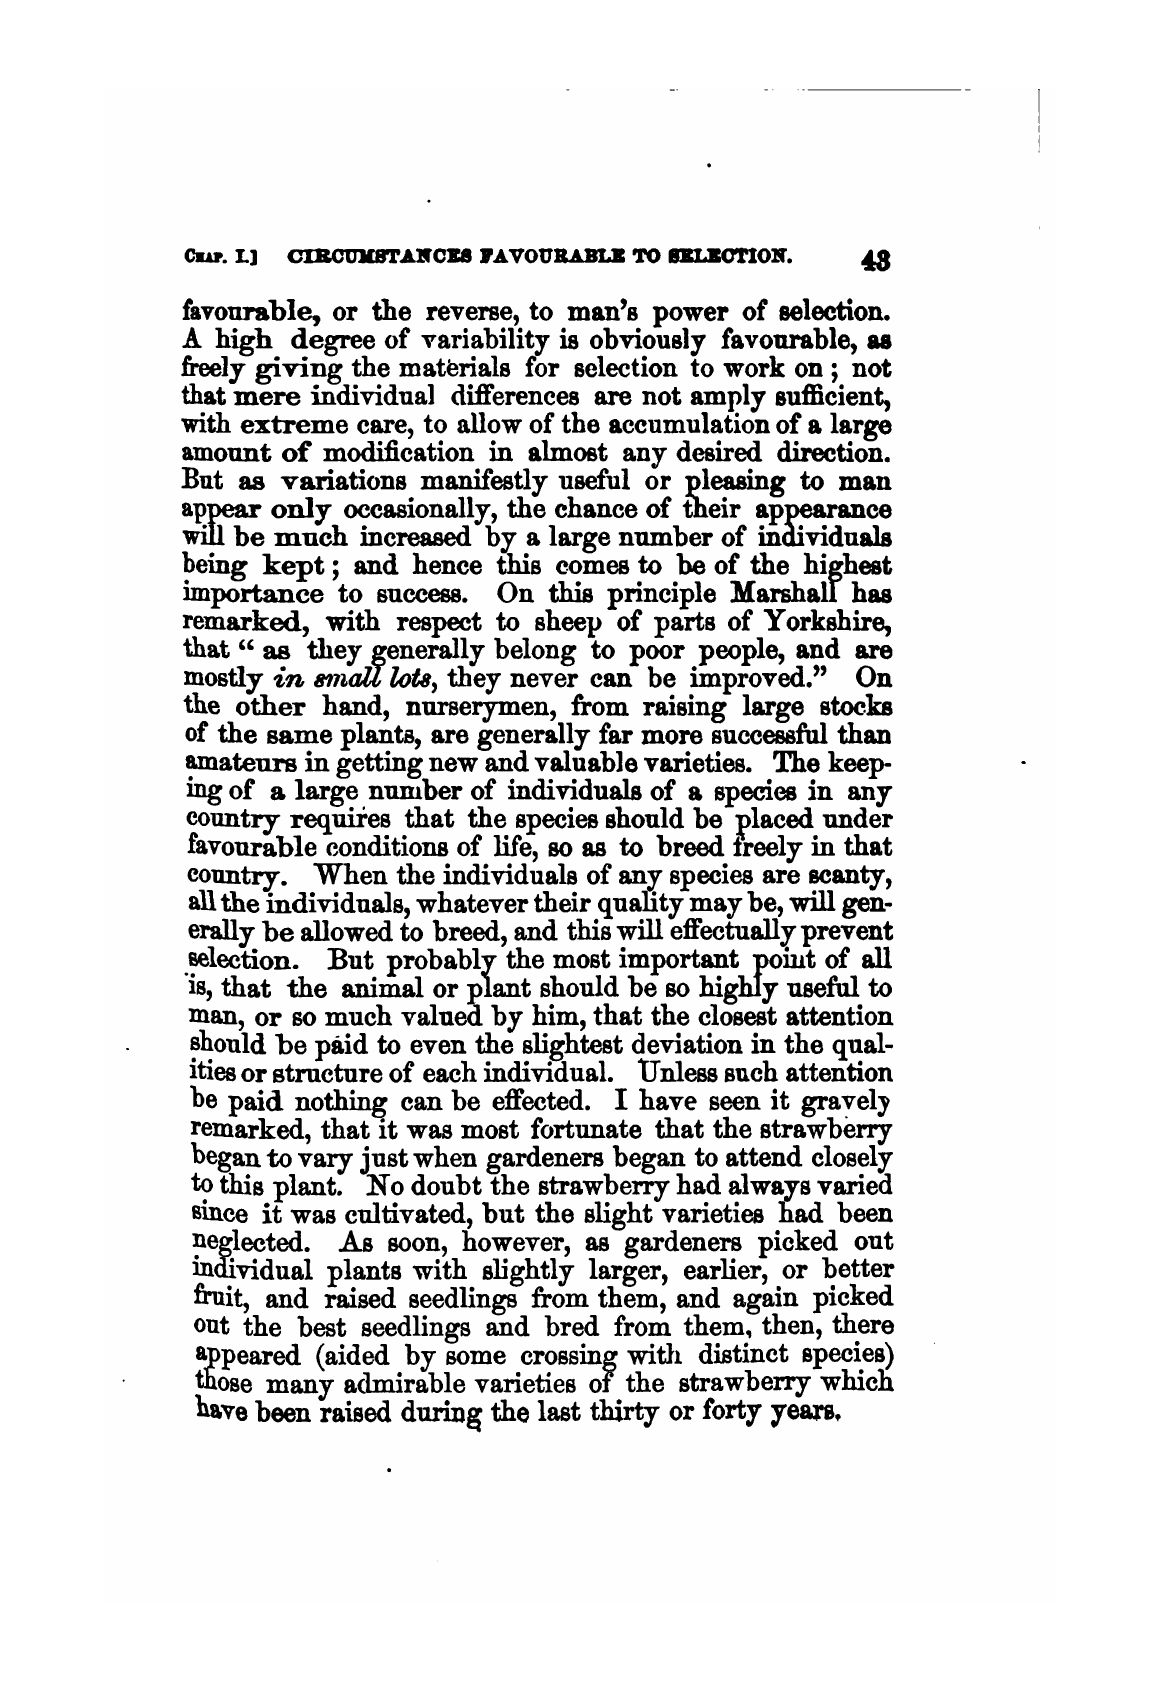 CHAP. I.] CIRCUMSTANCES FAVOURABLE TO SELECTION. 43
favourable, or the reverse, to man's power of selection.
A high degree of variability is obviously favourable, as
freely giving the materials for selection to work on ; not
that mere individual differences are not amply sufficient,
with extreme care, to allow of the accumulation of a large
amount of modification in almost any desired direction.
But as variations manifestly useful or pleasing to man
appear only occasionally, the chance of their appearance
will be much increased by a large number of individuals
being kept ; and hence this comes to be of the highest
importance to success. On this principle Marshall has
remarked, with respect to sheep of parts of Yorkshire,
that “ as they generally belong to poor people, and are
mostly in small lots, they never can be improved.” On
the other hand, nurserymen, from raising large stocks
of the same plants, are generally far more successful than
amateurs in getting new and valuable varieties. The keep-
ing of a large number of individuals of a species in any
country requires that the species should be placed under
favourable conditions of life, so as to breed freely in that
country. When the individuals of any species are scanty,
all the individuals, whatever their quality may be, will gen-
erally be allowed to breed, and this will effectually prevent
selection. But probably the most important point of all
is, that the animal or plant should be so highly useful to
man, or so much valued by him, that the closest attention
should be paid to even the slightest deviation in the qual-
ities or structure of each individual. Unless such attention
be paid nothing can be effected. I have seen it gravely
remarked, that it was most fortunate that the strawberry
began to vary just when gardeners began to attend closely
to this plant. No doubt the strawberry had always varied
since it was cultivated, but the slight varieties had been
neglected. As soon, however, as gardeners picked out
individual plants with slightly larger, earlier, or better
fruit, and raised seedlings from them, and again picked
out the best seedlings and bred from them, then, there
appeared (aided by some crossing with distinct species)
those many admirable varieties of the strawberry which
have been raised during the last thirty or forty years.